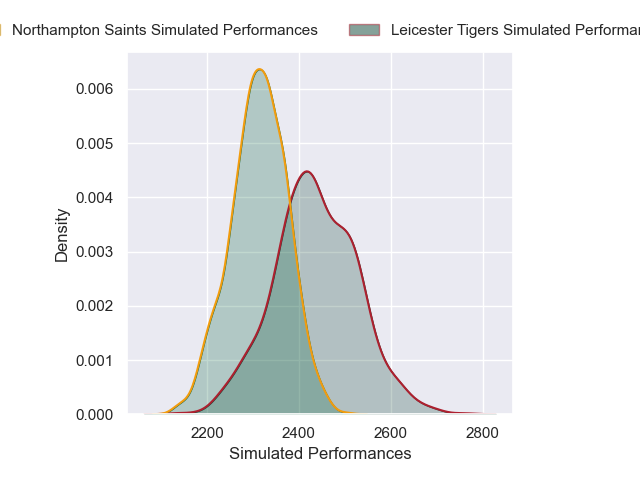 Northampton Saints Simulated Performances
Leicester Tigers Simulated
0.006
0.005
0.004
0.003
0.002
0.001
0.000
Density
2200 2400 2600 2800
Simulated Performances